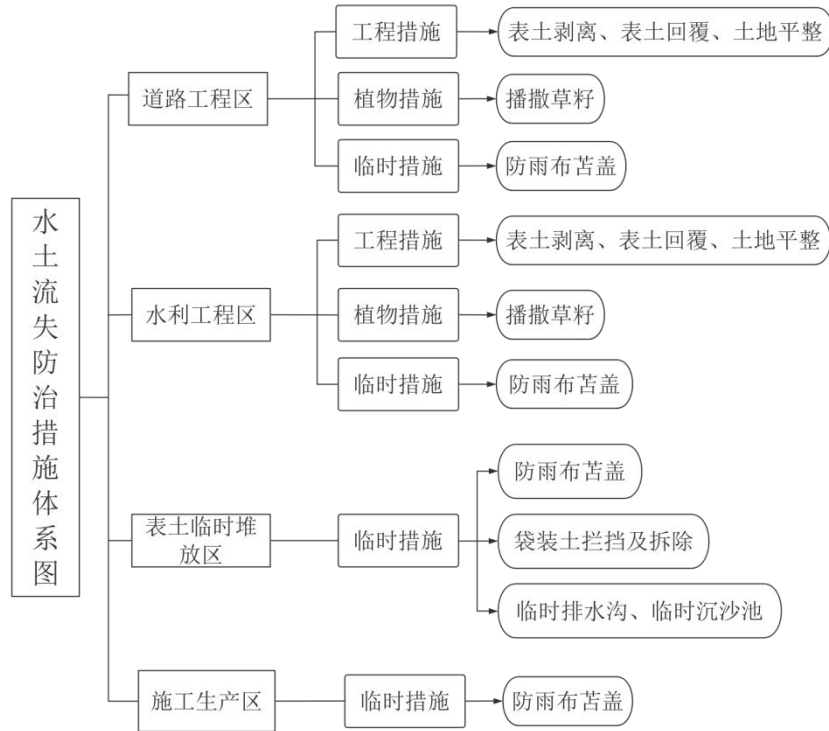 水土流失防治措施体系图
道路工程区
工程措施
表土剥离、表土回覆、土地平整
植物措施
播撒草籽
临时措施
防雨布苫盖
水利工程区
工程措施
表土剥离、表土回覆、土地平整
植物措施
播撒草籽
临时措施
防雨布苫盖
表土临时堆
放区
临时措施
防雨布苫盖
袋装土拦挡及拆除
临时排水沟、临时沉沙池
施工生产区
临时措施
防雨布苫盖